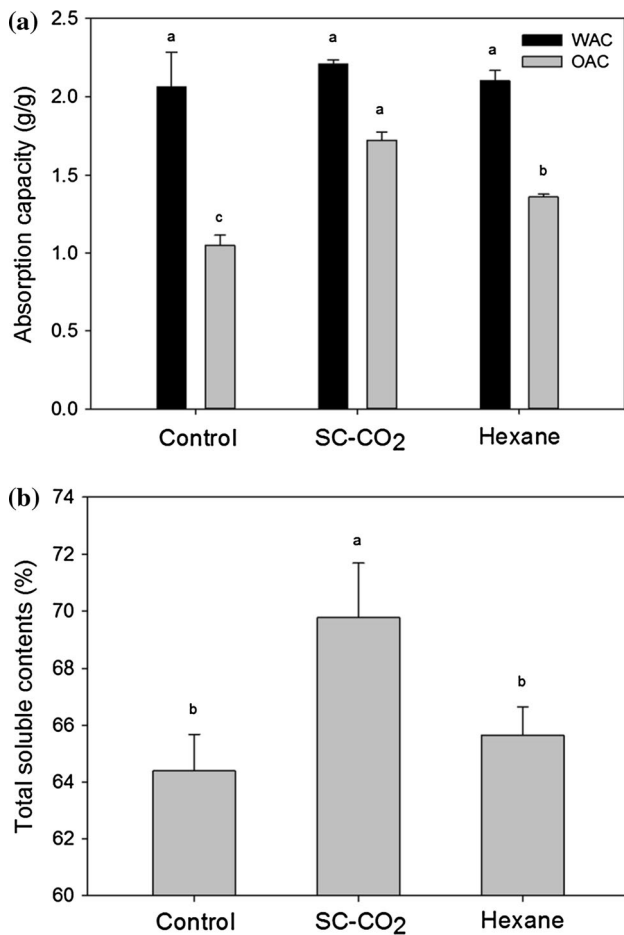 (a)
Absorption capacity (g/g)
2.5
2.0
1.5
1.0
0.5
0.0
a
c
a
a
a
b
WAC
OAC
Control
SC-CO₂
Hexane
(b)
Total soluble contents (%)
74
72
70
68
66
64
62
60
b
a
b
Control
SC-CO₂
Hexane